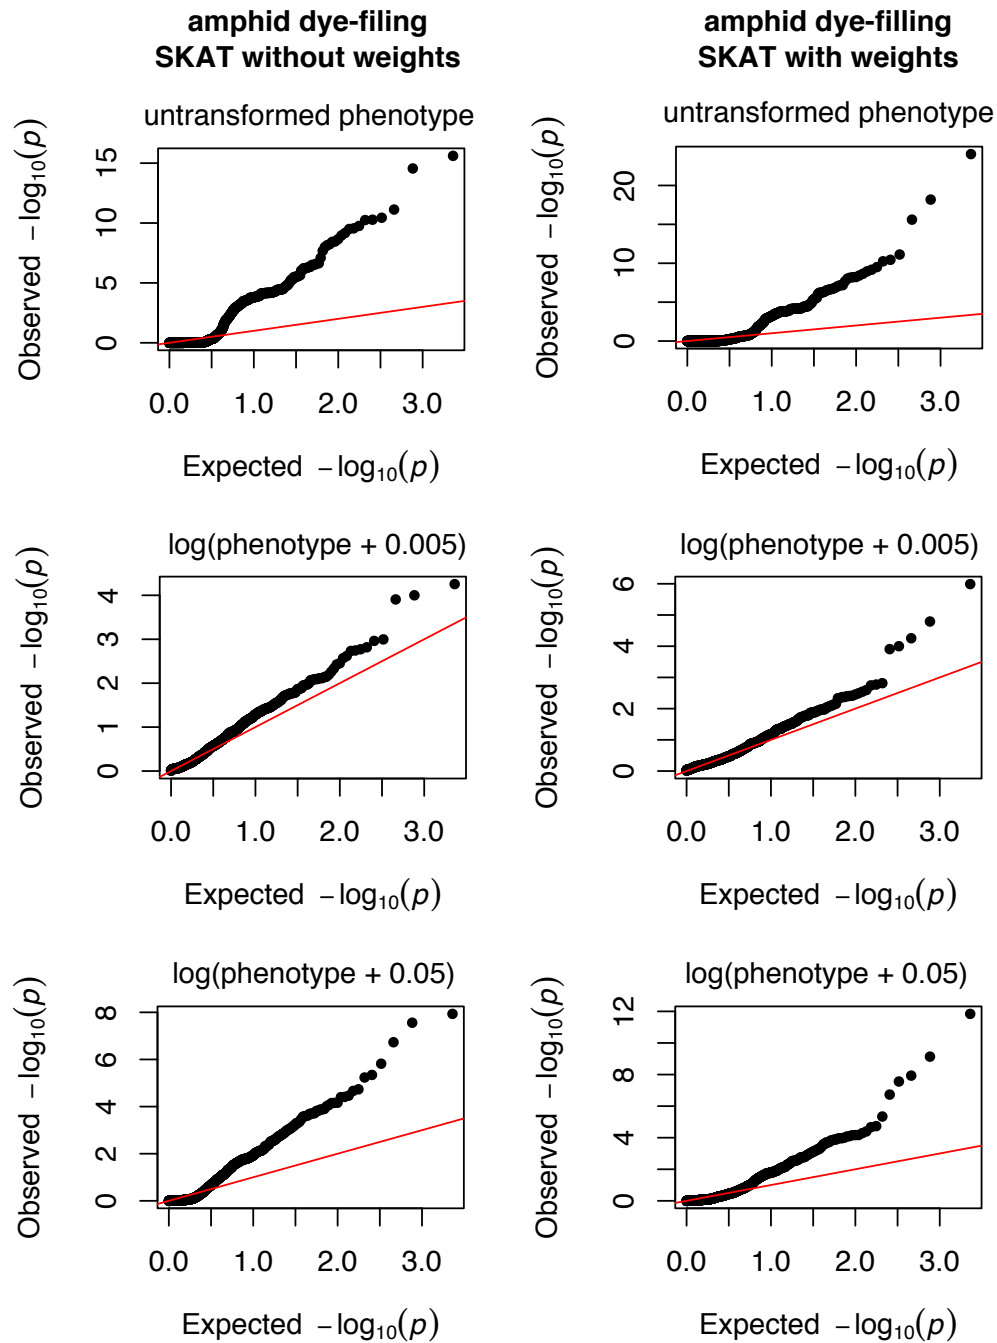 amphid dye-filing
SKAT without weights
untransformed phenotype
Observed −log10(p)
0 5 10 15
0.0 1.0 2.0 3.0
Expected −log10(p)
amphid dye-filling
SKAT with weights
untransformed phenotype
Observed −log10(p)
0 10 20
0.0 1.0 2.0 3.0
Expected −log10(p)
log(phenotype + 0.005)
Observed −log10(p)
0 1 2 3 4
0.0 1.0 2.0 3.0
Expected −log10(p)
log(phenotype + 0.005)
Observed −log10(p)
0 2 4 6
0.0 1.0 2.0 3.0
Expected −log10(p)
log(phenotype + 0.05)
Observed −log10(p)
0 2 4 6 8
0.0 1.0 2.0 3.0
Expected −log10(p)
log(phenotype + 0.05)
Observed −log10(p)
0 4 8 12
0.0 1.0 2.0 3.0
Expected −log10(p)